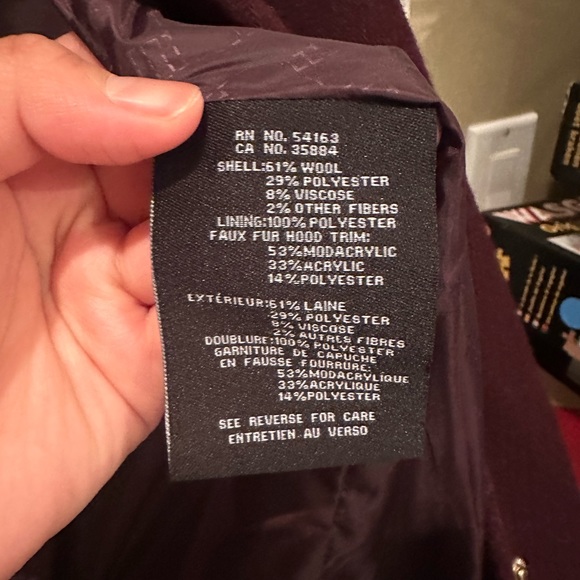 RN NO. 54163
CA NO. 35884
SHELL:61% WOOL
29% POLYESTER
8% VISCOSE
2% OTHER FIBERS
LINING:100% POLYESTER
FAUX FUR HOOD TRIM:
53%MODACRYLIC
33%ACRYLIC
14%POLYESTER
EXTÉRIEUR:61% LAINE
29% POLYESTER
8% VISCOSE
2% AUTRES FIBRES
DOUBLURE:100% POLYESTER
GARNITURE DE CAPUCHE
EN FAUSSE FOURRURE:
53%MODACRYLIQUE
33%ACRYLIQUE
14%POLYESTER
SEE REVERSE FOR CARE
ENTRETIEN AU VERSO